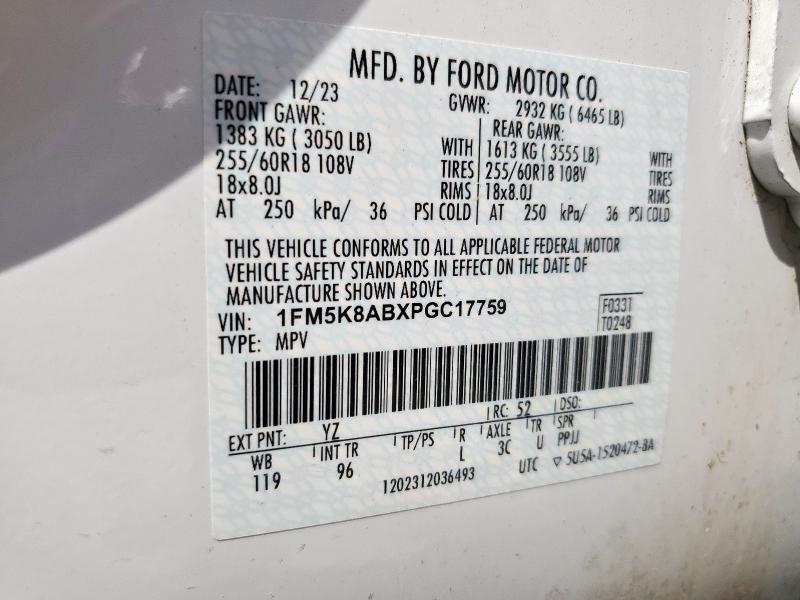 MFD. BY FORD MOTOR CO.
DATE: 12/23 GVWR: 2932 KG ( 6465 LB)
FRONT GAWR: REAR GAWR:
1383 KG ( 3050 LB) WITH 1613 KG ( 3555 LB) WITH
255/60R18 108V TIRES 255/60R18 108V TIRES
18x8.0J RIMS 18x8.0J RIMS
AT 250 kPa/ 36 PSI COLD AT 250 kPa/ 36 PSI COLD
THIS VEHICLE CONFORMS TO ALL APPLICABLE FEDERAL MOTOR
VEHICLE SAFETY STANDARDS IN EFFECT ON THE DATE OF
MANUFACTURE SHOWN ABOVE.
VIN: 1FM5K8ABXPGC17759 F0331
TYPE: MPV T0248
EXT PNT: YZ RC: 52 DSO:
WB INT TR TP/PS R AXLE TR SPR
119 96 L 3C U PPJJ
1202312036493 UTC ▽ 5U5A-1520472-BA